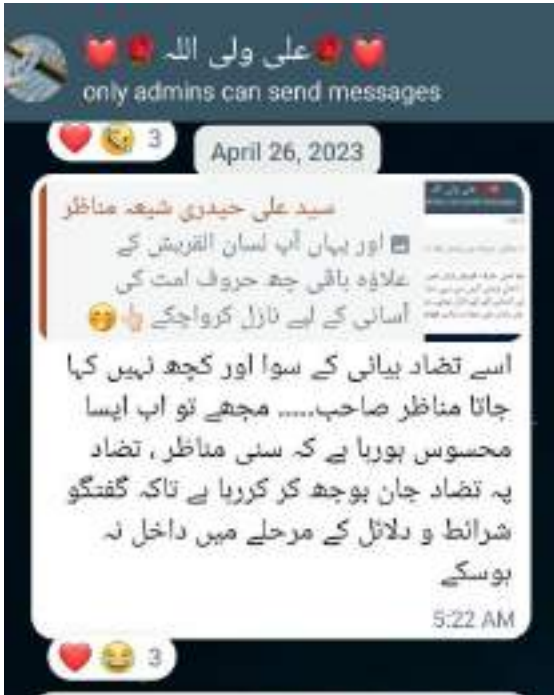 ❤️🌹علی ولی اللہ🌹❤️
only admins can send messages
❤️ 3
April 26, 2023
سید علی حیدری شیعہ مناظر
اور یہاں آپ لسان القریش کے
علاوہ باقی چھ حروف امت کی
آسانی کے لیے نازل کرواچکے 👆🤭
اسے تضاد بیانی کے سوا اور کچھ نہیں کہا
جاتا مناظر صاحب..... مجھے تو اب ایسا
محسوس ہورہا ہے کہ سنی مناظر ، تضاد
پہ تضاد جان بوجھ کر کررہا ہے تاکہ گفتگو
شرائط و دلائل کے مرحلے میں داخل نہ
ہوسکے
5:22 AM
❤️😂 3